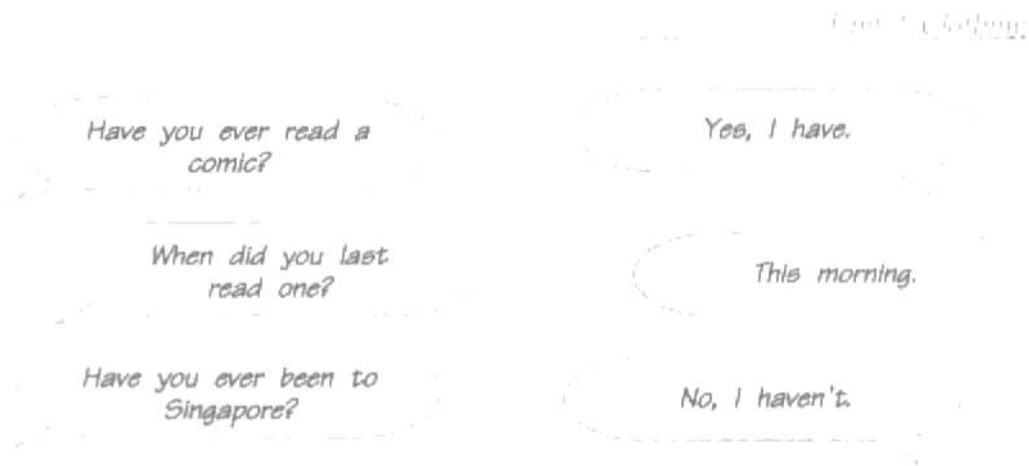 Have you ever read a
comic?
Yes, I have.
When did you last
read one?
This morning.
Have you ever been to
Singapore?
No, I haven't.